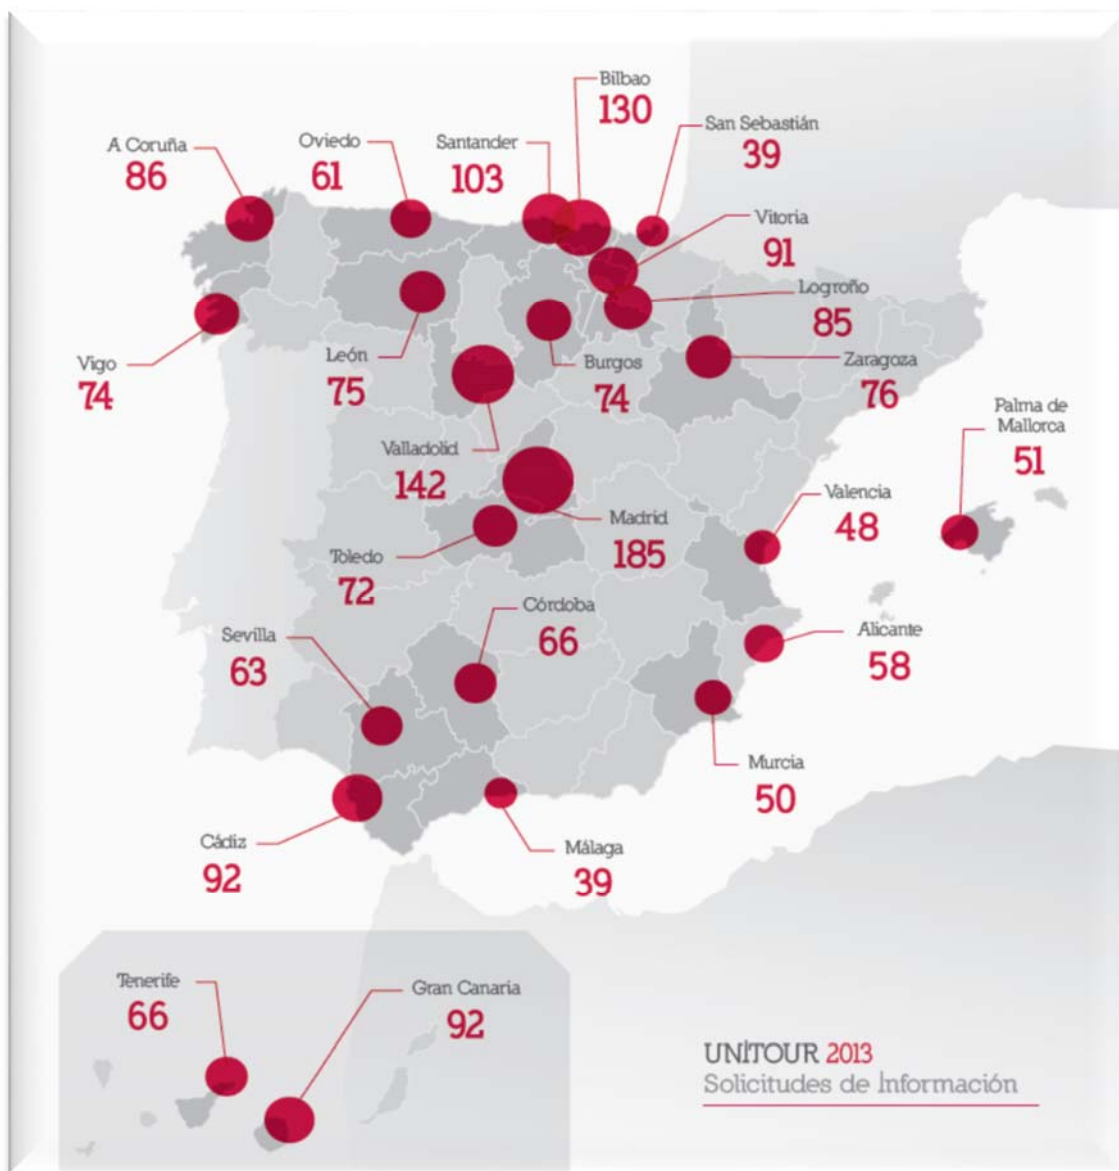 Bilbao
130
San Sebastián
39
A Coruña
86
Oviedo
61
Santander
103
Vitoria
91
Logroño
85
Vigo
74
León
75
Burgos
74
Zaragoza
76
Palma de
Mallorca
51
Valladolid
142
Madrid
185
Valencia
48
Toledo
72
Córdoba
66
Sevilla
63
Alicante
58
Murcia
50
Cádiz
92
Málaga
39
Tenerife
66
Gran Canaria
92
UNITOUR 2013
Solicitudes de Información